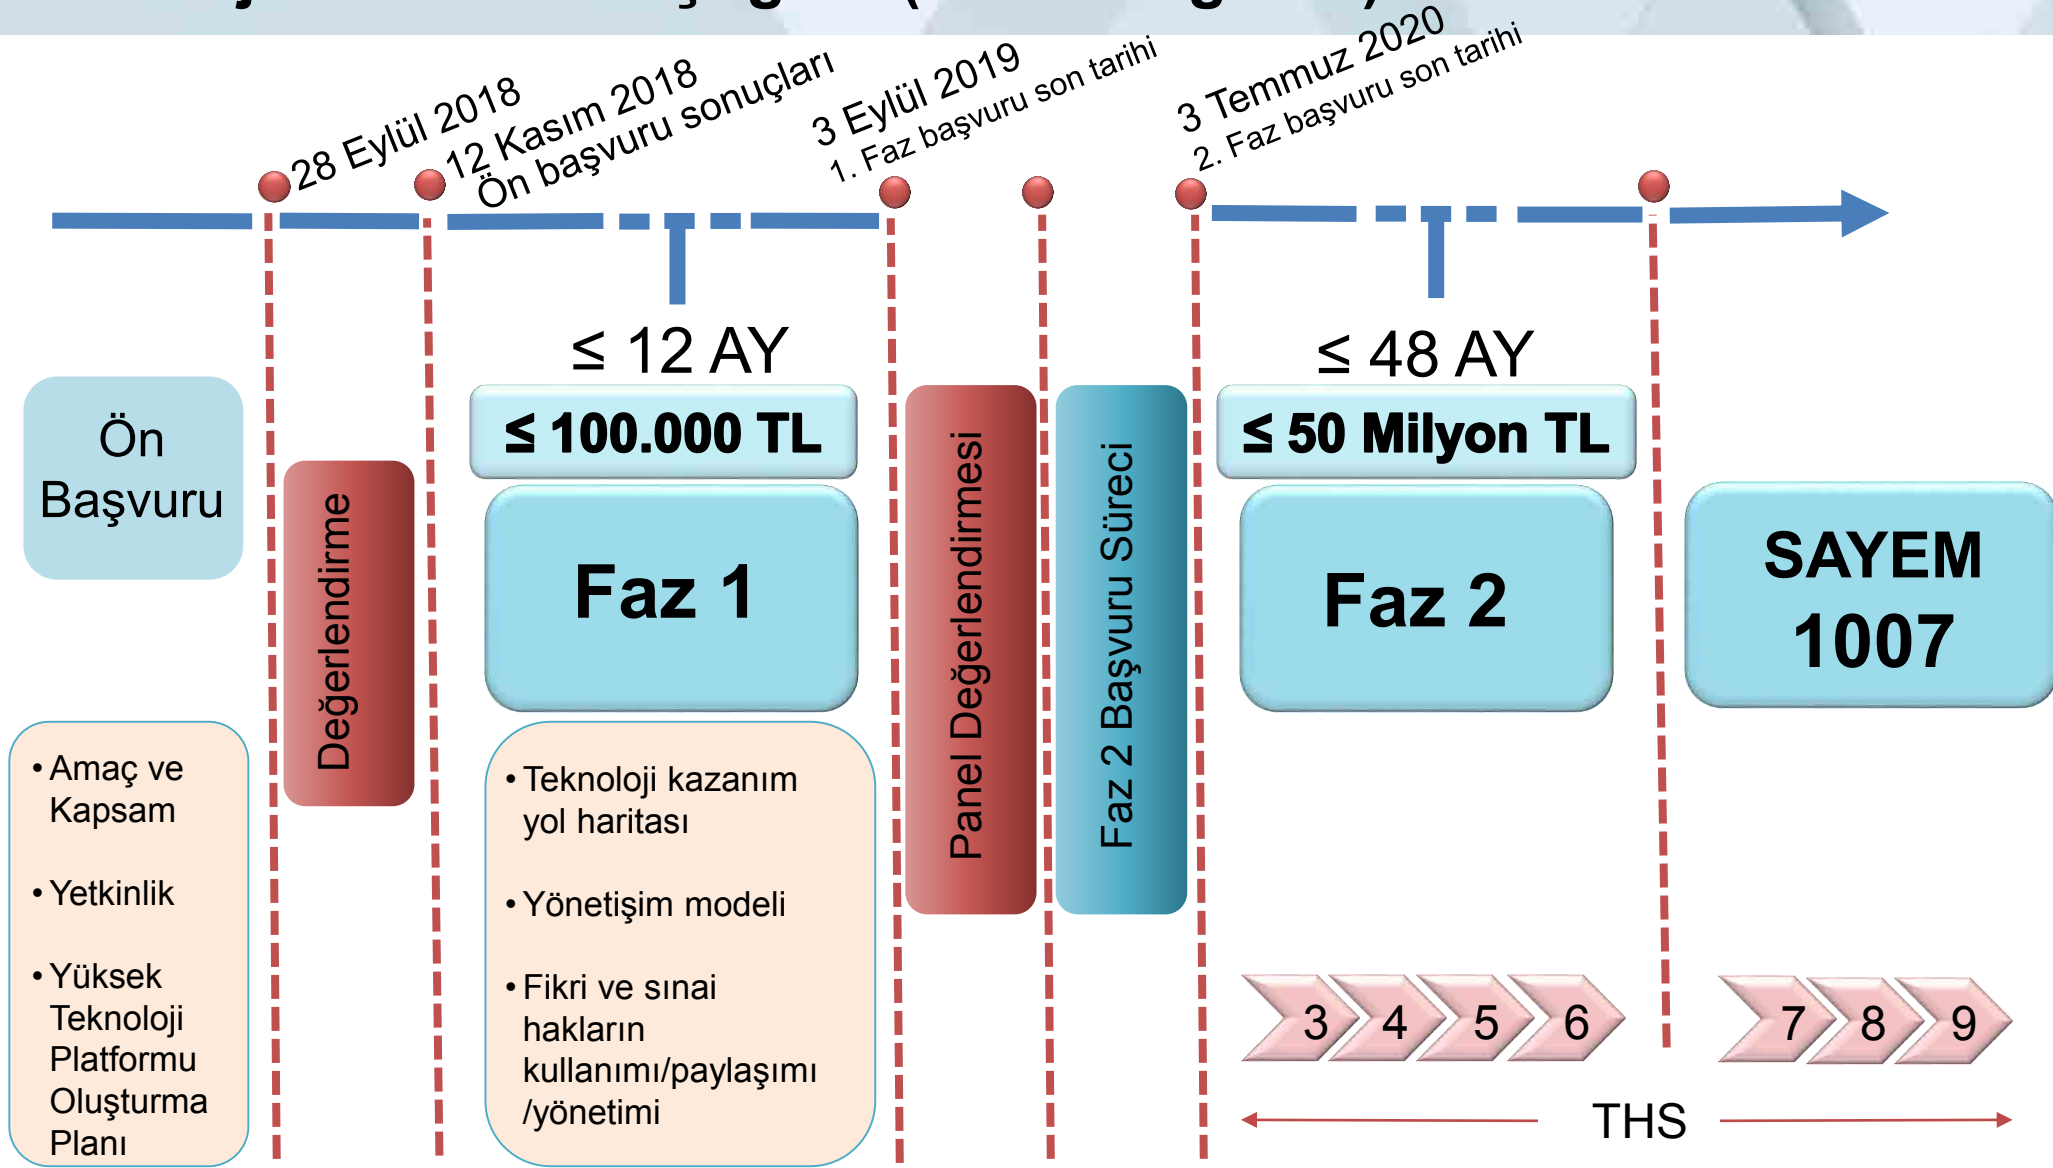 28 Eylül 2018
12 Kasım 2018
Ön başvuru sonuçları
3 Eylül 2019
1. Faz başvuru son tarihi
3 Temmuz 2020
2. Faz başvuru son tarihi
≤ 12 AY
≤ 48 AY
Ön
Başvuru
Değerlendirme
≤ 100.000 TL
Faz 1
Panel Değerlendirmesi
Faz 2 Başvuru Süreci
≤ 50 Milyon TL
Faz 2
SAYEM
1007
• Amaç ve
Kapsam
• Yetkinlik
• Yüksek
Teknoloji
Platformu
Oluşturma
Planı
• Teknoloji kazanım
yol haritası
• Yönetişim modeli
• Fikri ve sınai
hakların
kullanımı/paylaşımı
/yönetimi
3 4 5 6
7 8 9
THS